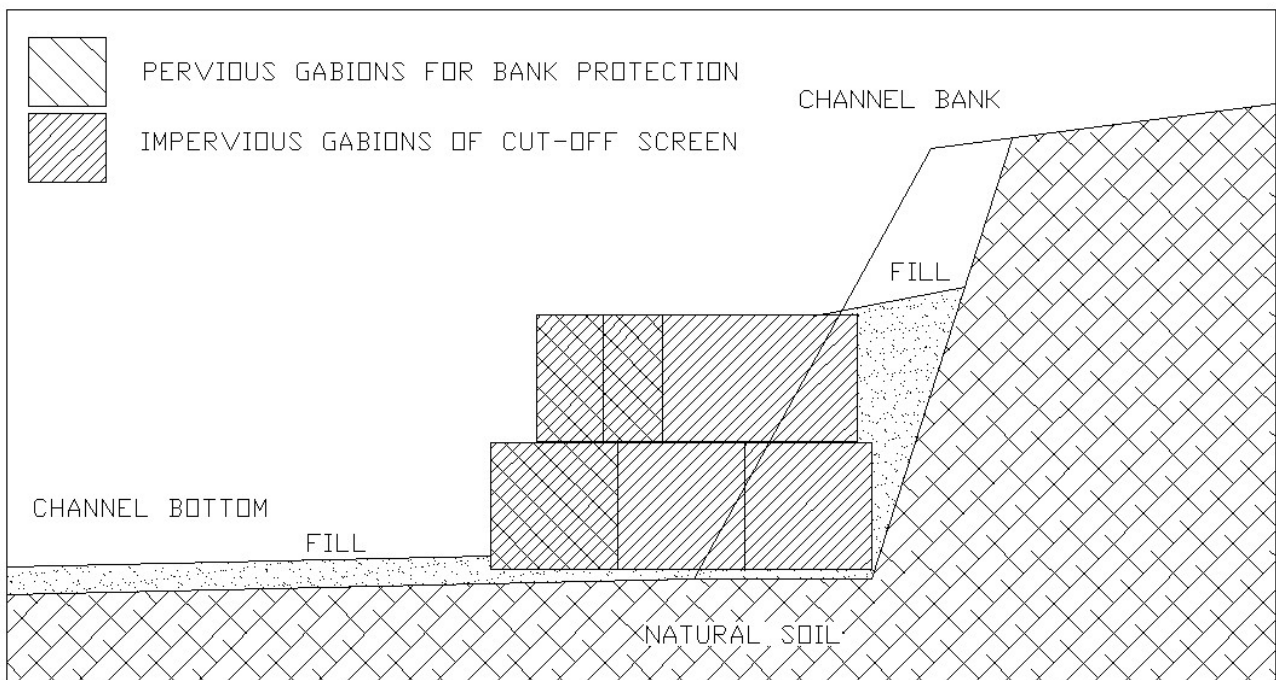 PERVIOUS GABIONS FOR BANK PROTECTION
CHANNEL BANK
IMPERVIOUS GABIONS OF CUT-OFF SCREEN
FILL
CHANNEL BOTTOM
FILL
NATURAL SOIL